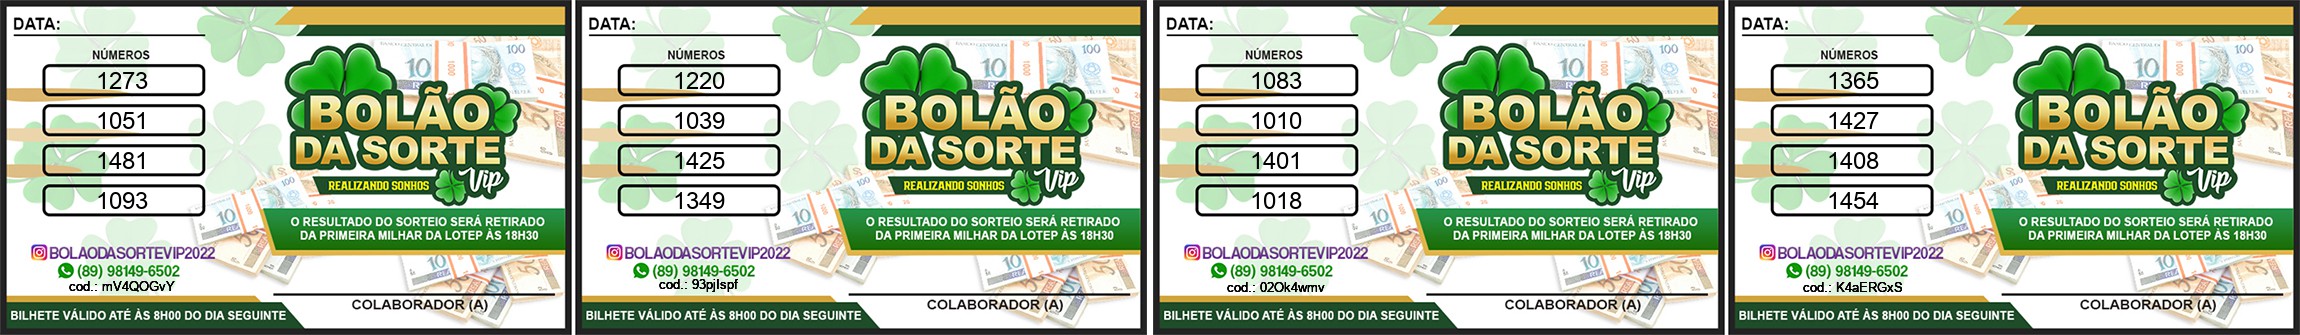 DATA:
NÚMEROS
1273
1051
1481
1093
BOLÃO
DA SORTE
REALIZANDO SONHOS Vip
O RESULTADO DO SORTEIO SERÁ RETIRADO
DA PRIMEIRA MILHAR DA LOTEP ÀS 18H30
BOLAODASORTEVIP2022
(89) 98149-6502
cod.: mV4QOGvY
COLABORADOR (A)
BILHETE VÁLIDO ATÉ ÀS 8H00 DO DIA SEGUINTE
DATA:
NÚMEROS
1220
1039
1425
1349
BOLÃO
DA SORTE
REALIZANDO SONHOS Vip
O RESULTADO DO SORTEIO SERÁ RETIRADO
DA PRIMEIRA MILHAR DA LOTEP ÀS 18H30
BOLAODASORTEVIP2022
(89) 98149-6502
cod.: 93pjIspf
COLABORADOR (A)
BILHETE VÁLIDO ATÉ ÀS 8H00 DO DIA SEGUINTE
DATA:
NÚMEROS
1083
1010
1401
1018
BOLÃO
DA SORTE
REALIZANDO SONHOS Vip
O RESULTADO DO SORTEIO SERÁ RETIRADO
DA PRIMEIRA MILHAR DA LOTEP ÀS 18H30
BOLAODASORTEVIP2022
(89) 98149-6502
cod.: 02Ok4wmv
COLABORADOR (A)
BILHETE VÁLIDO ATÉ ÀS 8H00 DO DIA SEGUINTE
DATA:
NÚMEROS
1365
1427
1408
1454
BOLÃO
DA SORTE
REALIZANDO SONHOS Vip
O RESULTADO DO SORTEIO SERÁ RETIRADO
DA PRIMEIRA MILHAR DA LOTEP ÀS 18H30
BOLAODASORTEVIP2022
(89) 98149-6502
cod.: K4aERGxS
COLABORADOR (A)
BILHETE VÁLIDO ATÉ ÀS 8H00 DO DIA SEGUINTE